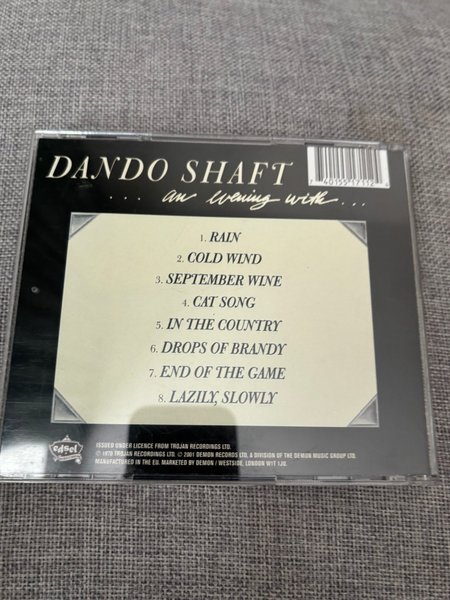 DANDO SHAFT
... an evening with...
1. RAIN
2. COLD WIND
3. SEPTEMBER WINE
4. CAT SONG
5. IN THE COUNTRY
6. DROPS OF BRANDY
7. END OF THE GAME
8. LAZILY, SLOWLY
edsel
ISSUED UNDER LICENCE FROM TROJAN RECORDINGS LTD.
℗ 1970 TROJAN RECORDINGS LTD. © 2001 DEMON RECORDS LTD, A DIVISION OF THE DEMON MUSIC GROUP LTD.
MANUFACTURED IN THE EU. MARKETED BY DEMON / WESTSIDE, LONDON W1T 1JU.